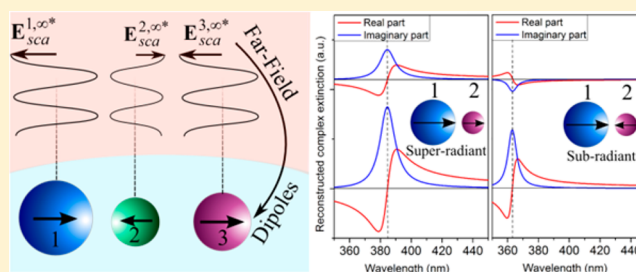 E_sca^{1,∞*} E_sca^{2,∞*} E_sca^{3,∞*}
Far-Field
Dipoles
1 2 3
Reconstructed complex extinction (a.u.)
Real part
Imaginary part
1 2
Super-radiant
360 380 400 420 440
Wavelength (nm)
Real part
Imaginary part
1 2
Sub-radiant
360 380 400 420 440
Wavelength (nm)